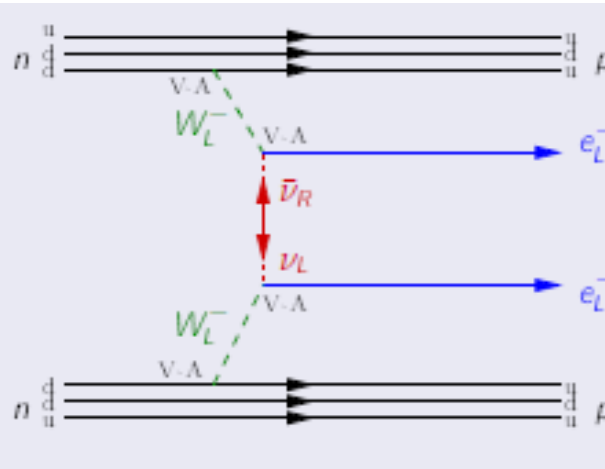 u u
n d d p
d u
V-A
W_L^-
V-A
e_L^-
ν̄_R
ν_L
e_L^-
V-A
W_L^-
V-A
d u
n d d p
u u